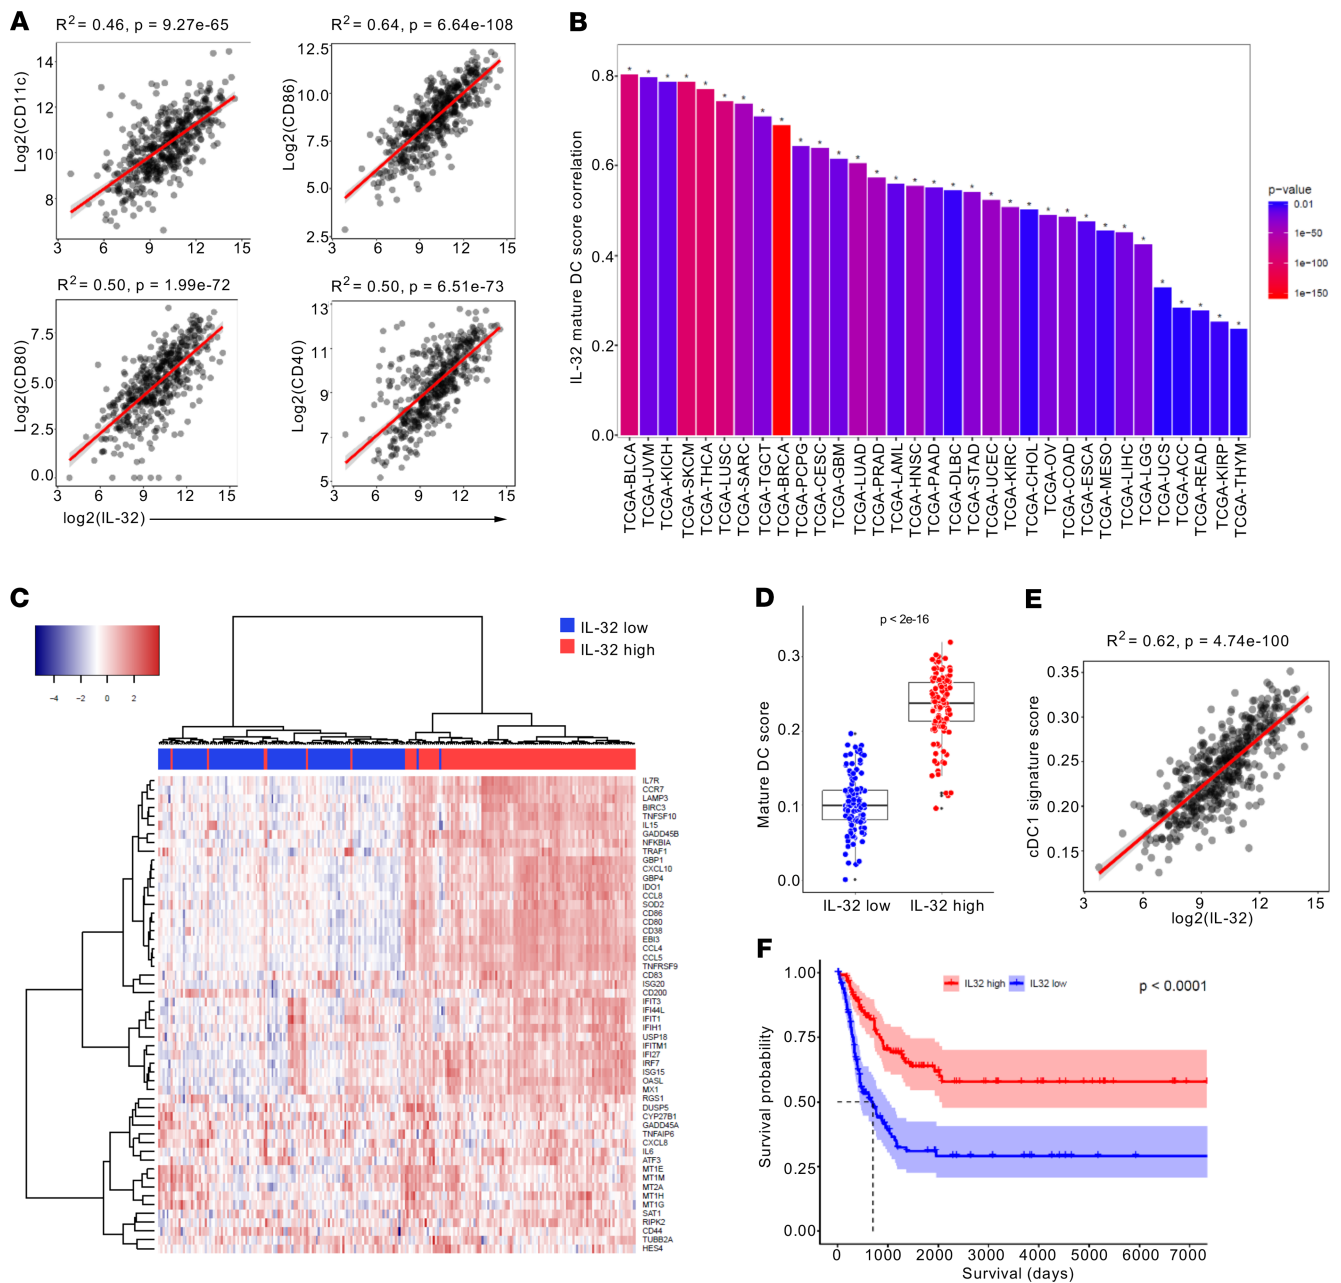 A
R² = 0.46, p = 9.27e-65
Log2(CD11c)
14
12
10
8
3 6 9 12 15
R² = 0.64, p = 6.64e-108
Log2(CD86)
12.5
10.0
7.5
5.0
2.5
3 6 9 12 15
R² = 0.50, p = 1.99e-72
Log2(CD80)
7.5
5.0
2.5
0.0
3 6 9 12 15
R² = 0.50, p = 6.51e-73
Log2(CD40)
13
11
9
7
5
3 6 9 12 15
log2(IL-32)
B
IL-32 mature DC score correlation
0.8
0.6
0.4
0.2
0.0
* * * * * * * * * * * * * * * * * * * * * * * * * * * * * * * * *
TCGA-BLCA
TCGA-UVM
TCGA-KICH
TCGA-SKCM
TCGA-THCA
TCGA-LUSC
TCGA-SARC
TCGA-TGCT
TCGA-BRCA
TCGA-PCPG
TCGA-CESC
TCGA-GBM
TCGA-LUAD
TCGA-PRAD
TCGA-LAML
TCGA-HNSC
TCGA-PAAD
TCGA-DLBC
TCGA-STAD
TCGA-UCEC
TCGA-KIRC
TCGA-CHOL
TCGA-OV
TCGA-COAD
TCGA-ESCA
TCGA-MESO
TCGA-LIHC
TCGA-LGG
TCGA-UCS
TCGA-ACC
TCGA-READ
TCGA-KIRP
TCGA-THYM
p-value
0.01
1e-50
1e-100
1e-150
C
-4 -2 0 2
IL-32 low
IL-32 high
IL7R
CCR7
LAMP3
BIRC3
TNFSF10
IL15
GADD45B
NFKBIA
TRAF1
GBP1
CXCL10
GBP4
IDO1
CCL8
SOD2
CD86
CD80
CD38
EBI3
CCL4
CCL5
TNFRSF9
CD83
ISG20
CD200
IFIT3
IFI44L
IFIT1
IFIH1
USP18
IFITM1
IFI27
IRF7
ISG15
OASL
MX1
RGS1
DUSP5
CYP27B1
GADD45A
TNFAIP6
CXCL8
IL6
ATF3
MT1E
MT1M
MT2A
MT1H
MT1G
SAT1
RIPK2
CD44
TUBB2A
HES4
D
p < 2e-16
Mature DC score
0.3
0.2
0.1
0.0
IL-32 low IL-32 high
E
R² = 0.62, p = 4.74e-100
cDC1 signature score
0.35
0.30
0.25
0.20
0.15
3 6 9 12 15
log2(IL-32)
F
IL32 high IL32 low
p < 0.0001
Survival probability
1.00
0.75
0.50
0.25
0.00
0 1000 2000 3000 4000 5000 6000 7000
Survival (days)